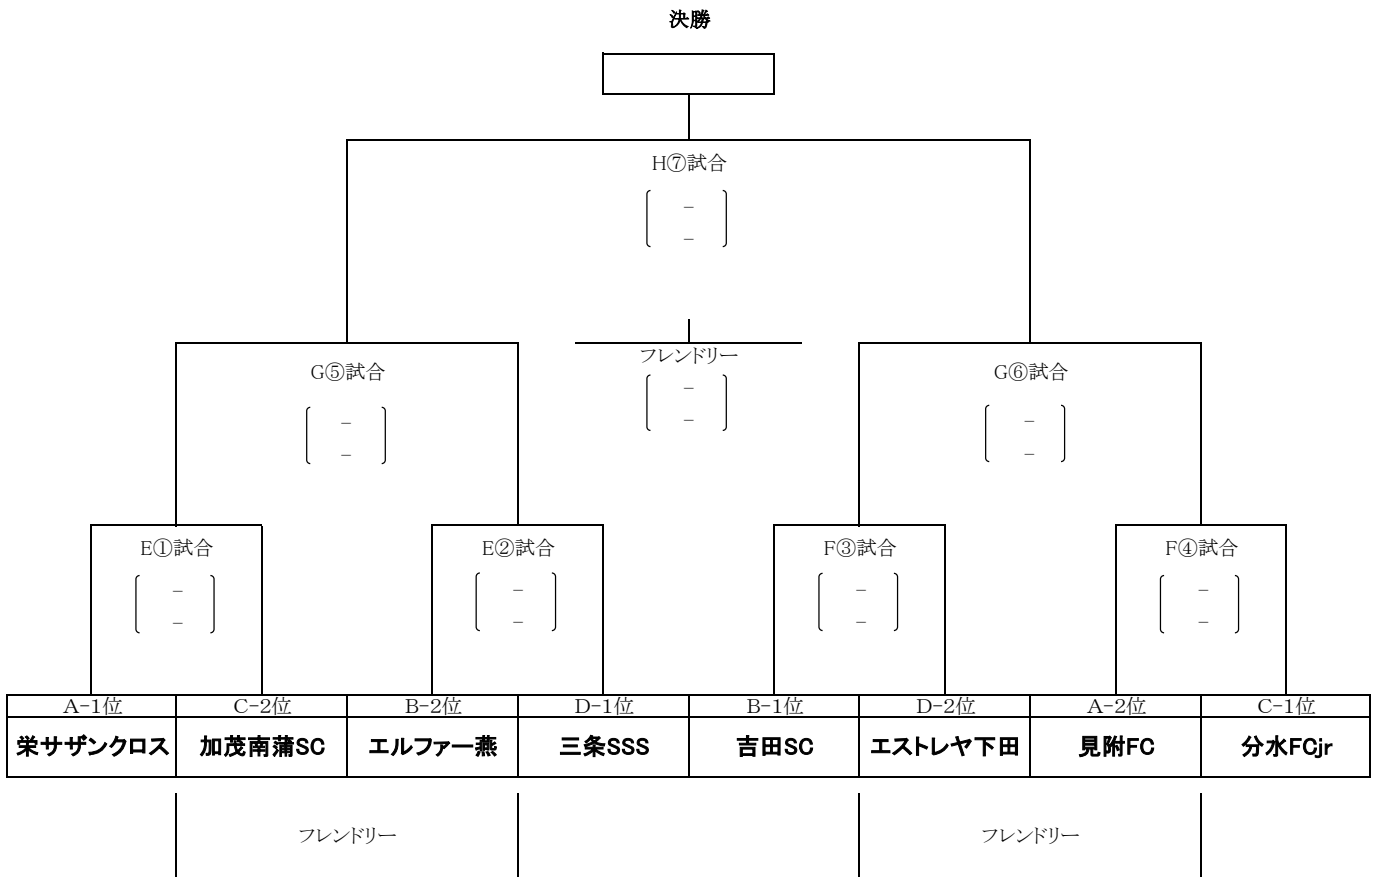 決勝
H⑦試合
-
-
フレンドリー
-
-
G⑤試合
-
-
G⑥試合
-
-
E①試合
-
-
E②試合
-
-
F③試合
-
-
F④試合
-
-
A-1位 C-2位 B-2位 D-1位 B-1位 D-2位 A-2位 C-1位
栄サザンクロス 加茂南蒲SC エルファー燕 三条SSS 吉田SC エストレヤ下田 見附FC 分水FCjr
フレンドリー フレンドリー